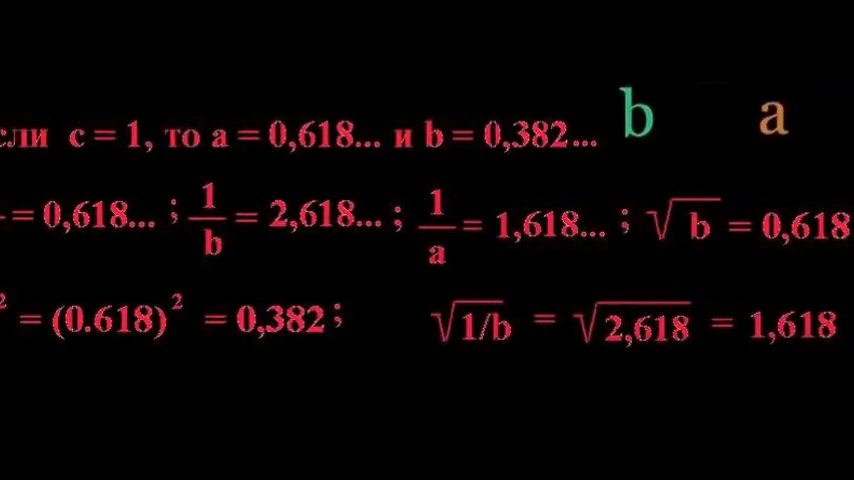 сли c = 1, то a = 0,618... и b = 0,382... b a
= 0,618... ; 1/b = 2,618... ; 1/a = 1,618... ; √b = 0,618
² = (0.618)² = 0,382; √1/b = √2,618 = 1,618